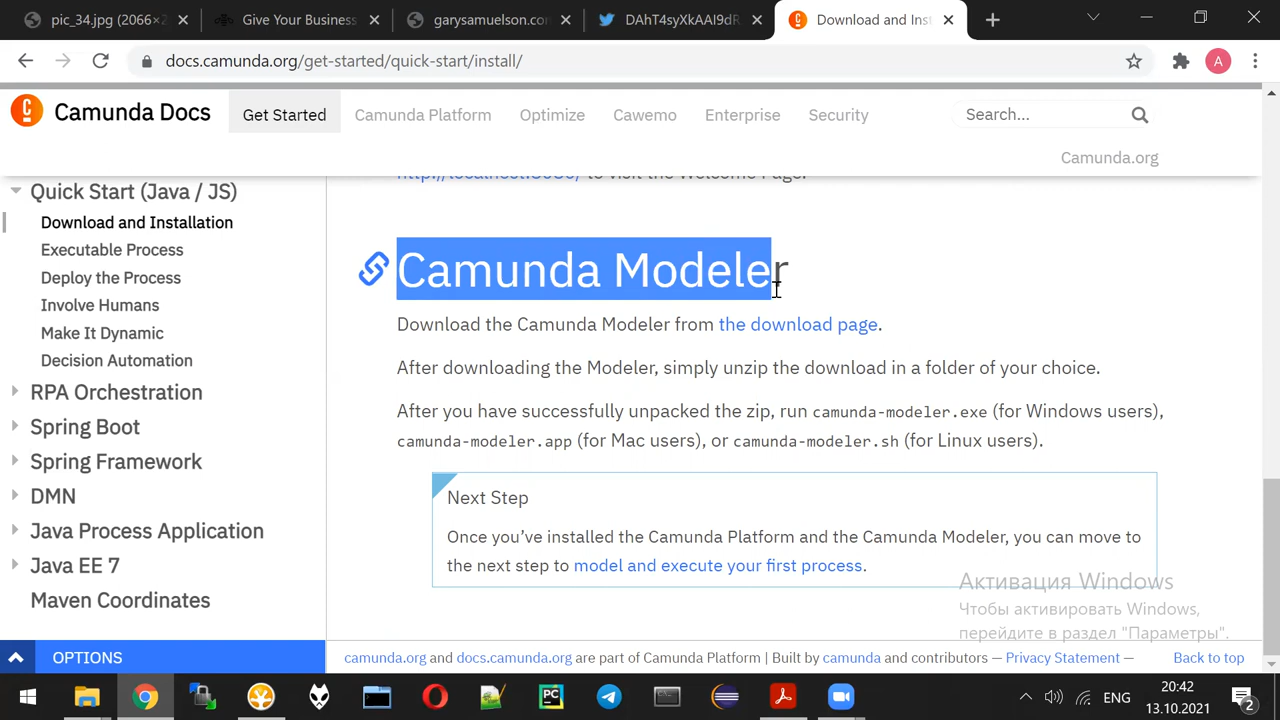 pic_34.jpg (2066×2
Give Your Business
garysamuelson.co
DAhT4syXkAAI9dR
Download and Inst
docs.camunda.org/get-started/quick-start/install/
A
Camunda Docs
Get Started
Camunda Platform
Optimize
Cawemo
Enterprise
Security
Search...
Camunda.org
Quick Start (Java / JS)
Download and Installation
Executable Process
Deploy the Process
Involve Humans
Make It Dynamic
Decision Automation
RPA Orchestration
Spring Boot
Spring Framework
DMN
Java Process Application
Java EE 7
Maven Coordinates
OPTIONS
http://localhost:8080/ to visit the Welcome Page.
Camunda Modeler
Download the Camunda Modeler from the download page.
After downloading the Modeler, simply unzip the download in a folder of your choice.
After you have successfully unpacked the zip, run camunda-modeler.exe (for Windows users),
camunda-modeler.app (for Mac users), or camunda-modeler.sh (for Linux users).
Next Step
Once you’ve installed the Camunda Platform and the Camunda Modeler, you can move to
the next step to model and execute your first process.
Активация Windows
Чтобы активировать Windows,
перейдите в раздел "Параметры".
camunda.org and docs.camunda.org are part of Camunda Platform | Built by camunda and contributors — Privacy Statement —
Back to top
PC
ENG
20:42
13.10.2021
2